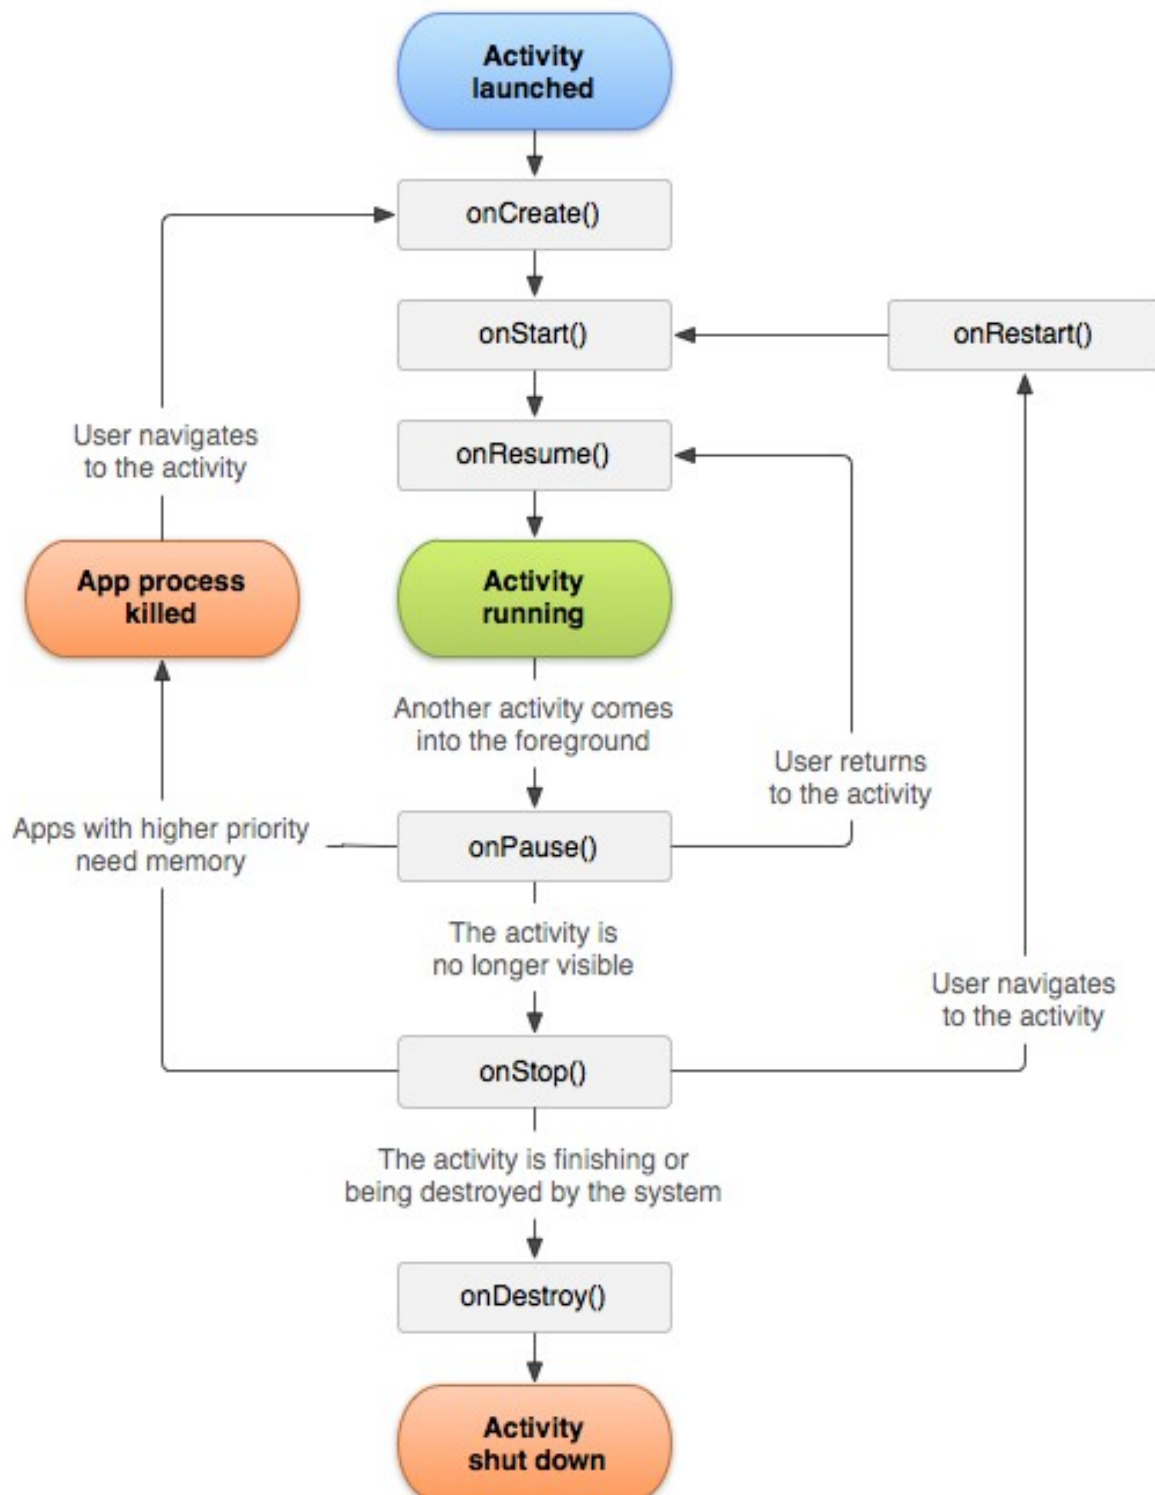 Activity
launched
onCreate()
onStart()
onRestart()
User navigates
to the activity
onResume()
App process
killed
Activity
running
Another activity comes
into the foreground
User returns
to the activity
Apps with higher priority
need memory
onPause()
The activity is
no longer visible
User navigates
to the activity
onStop()
The activity is finishing or
being destroyed by the system
onDestroy()
Activity
shut down